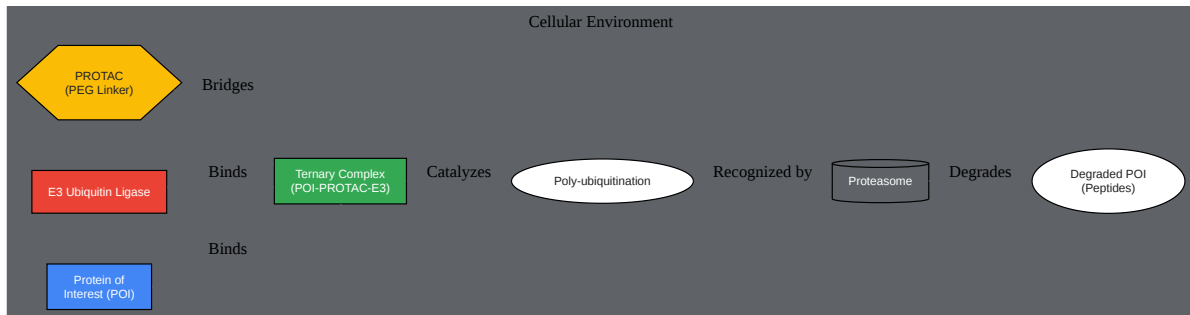 Cellular Environment
PROTAC
(PEG Linker)
Bridges
E3 Ubiquitin Ligase
Binds
Ternary Complex
(POI-PROTAC-E3)
Catalyzes
Poly-ubiquitination
Recognized by
Proteasome
Degrades
Degraded POI
(Peptides)
Binds
Protein of
Interest (POI)